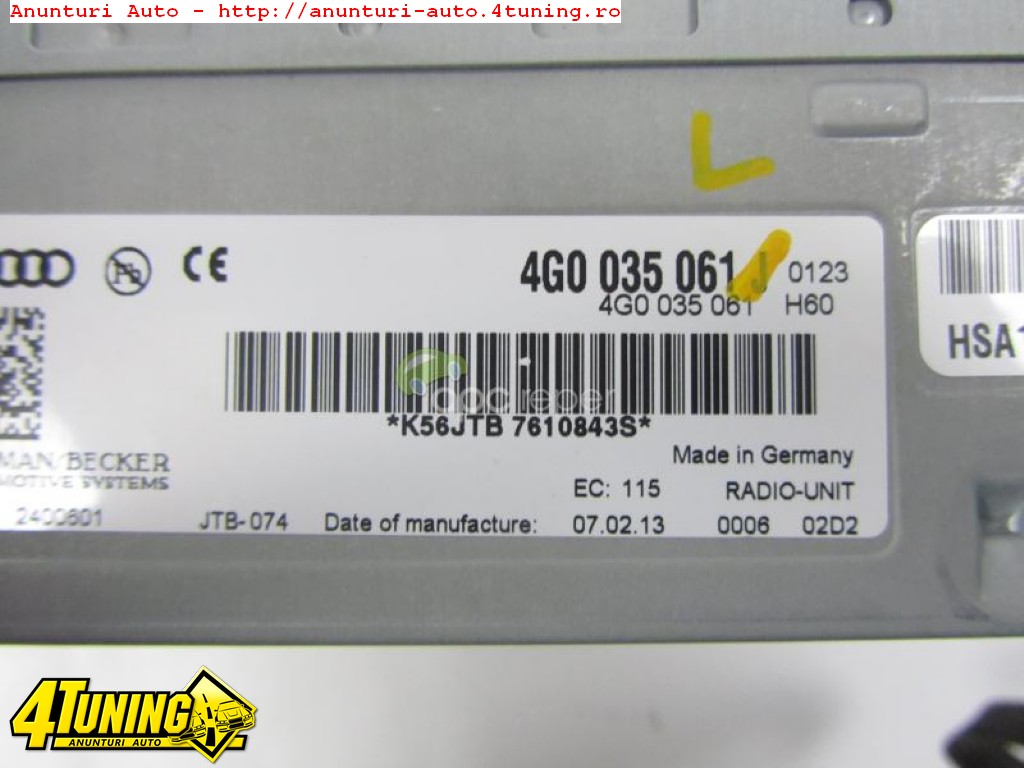 Anunturi Auto - http://anunturi-auto.4tuning.ro
CE
4G0 035 061 J 0123
4G0 035 061 H60
HSA1
*K56JTB 7610843S*
MAN/BECKER
MOTIVE SYSTEMS
Made in Germany
EC: 115 RADIO-UNIT
2400601 JTB-074 Date of manufacture: 07.02.13 0006 02D2
4TUNING
ANUNTURI AUTO